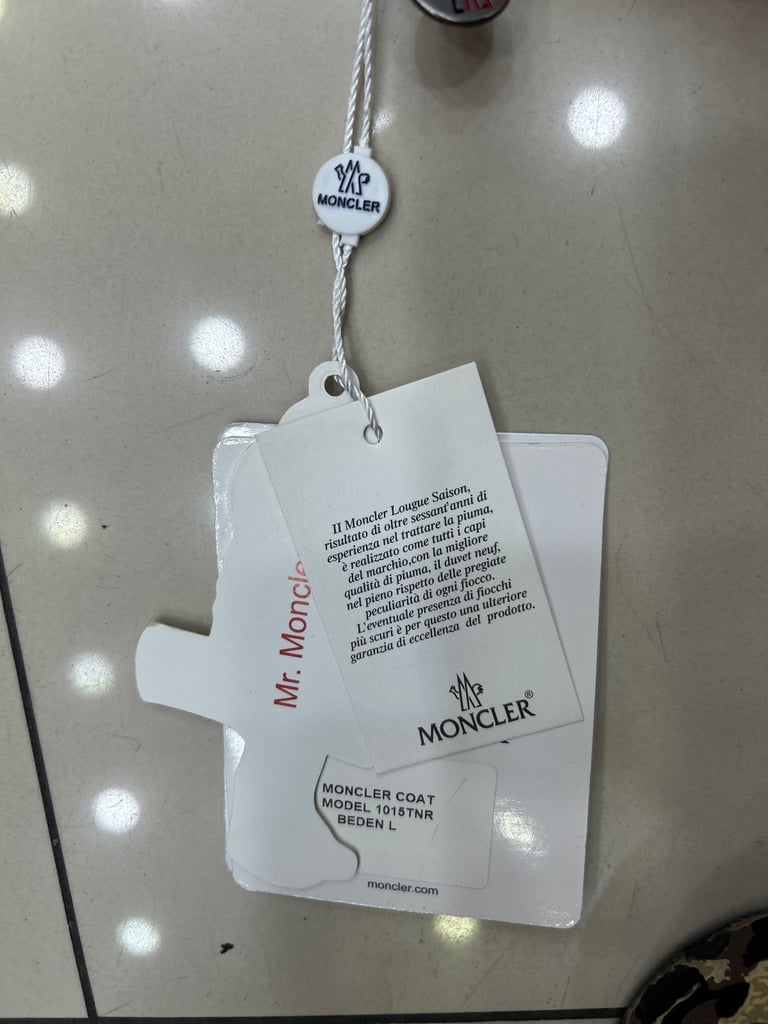 MONCLER
II Moncler Lougue Saison,
risultato di oltre sessant'anni di
esperienza nel trattare la piuma,
è realizzato come tutti i capi
del marchio,con la migliore
qualità di piuma, il duvet neuf,
nel pieno rispetto delle pregiate
peculiarità di ogni fiocco.
L'eventuale presenza di fiocchi
più scuri è per questo una ulteriore
garanzia di eccellenza del prodotto.
MONCLER®
Mr. Moncle
MONCLER COAT
MODEL 1015TNR
BEDEN L
moncler.com